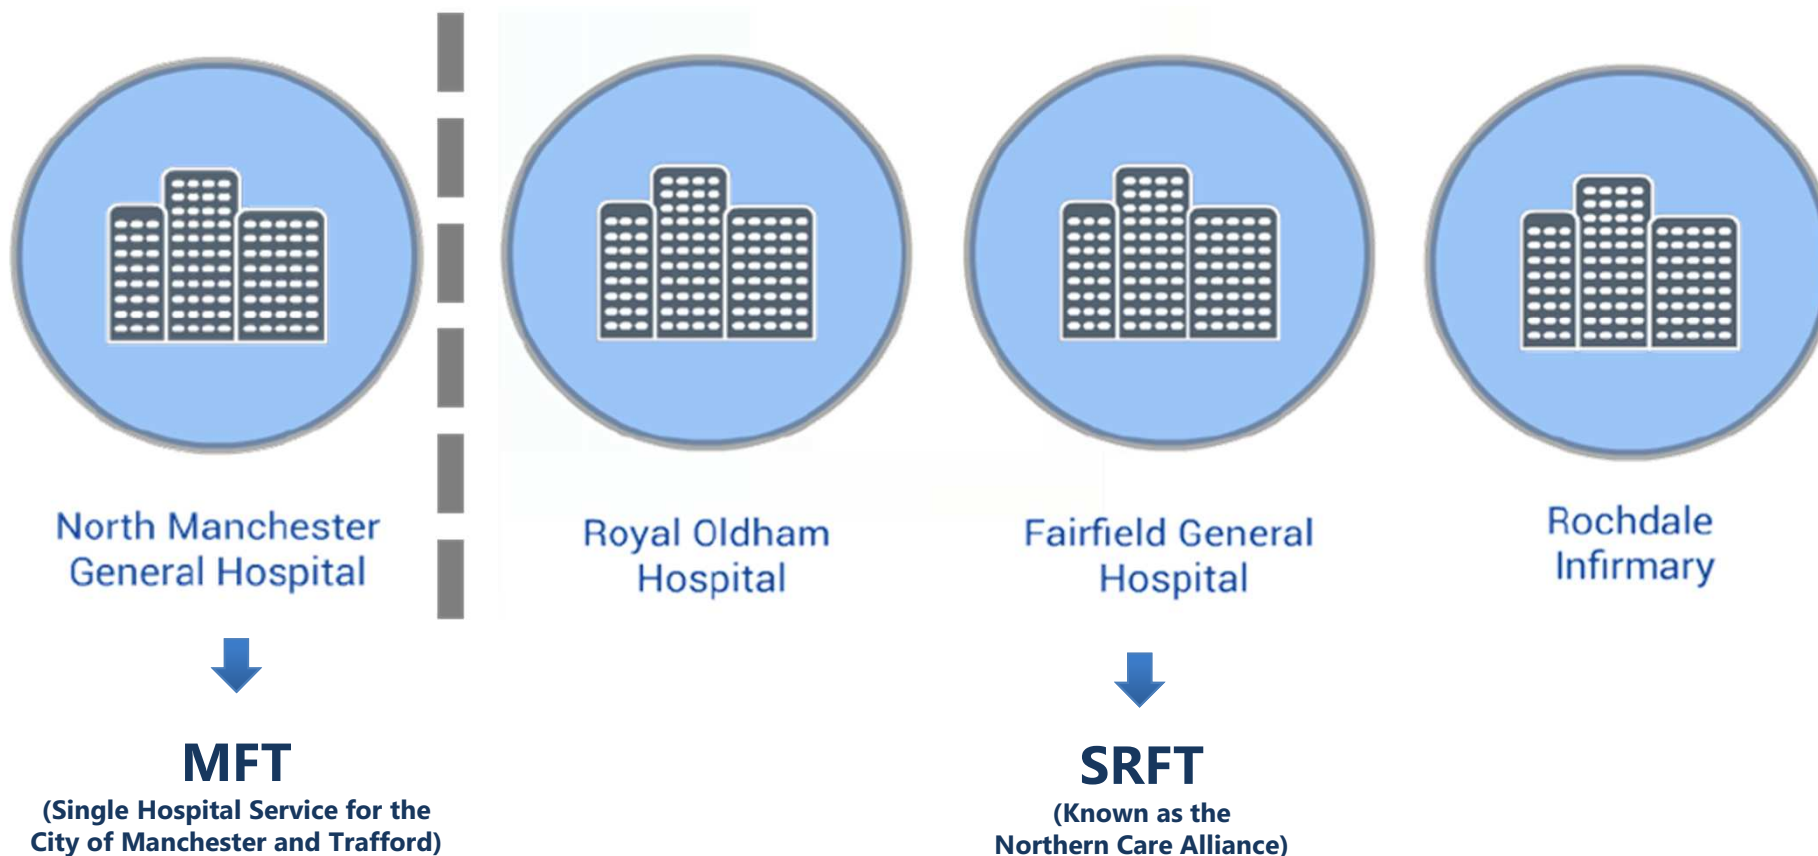 North Manchester
General Hospital
Royal Oldham
Hospital
Fairfield General
Hospital
Rochdale
Infirmary
MFT
(Single Hospital Service for the
City of Manchester and Trafford)
SRFT
(Known as the
Northern Care Alliance)